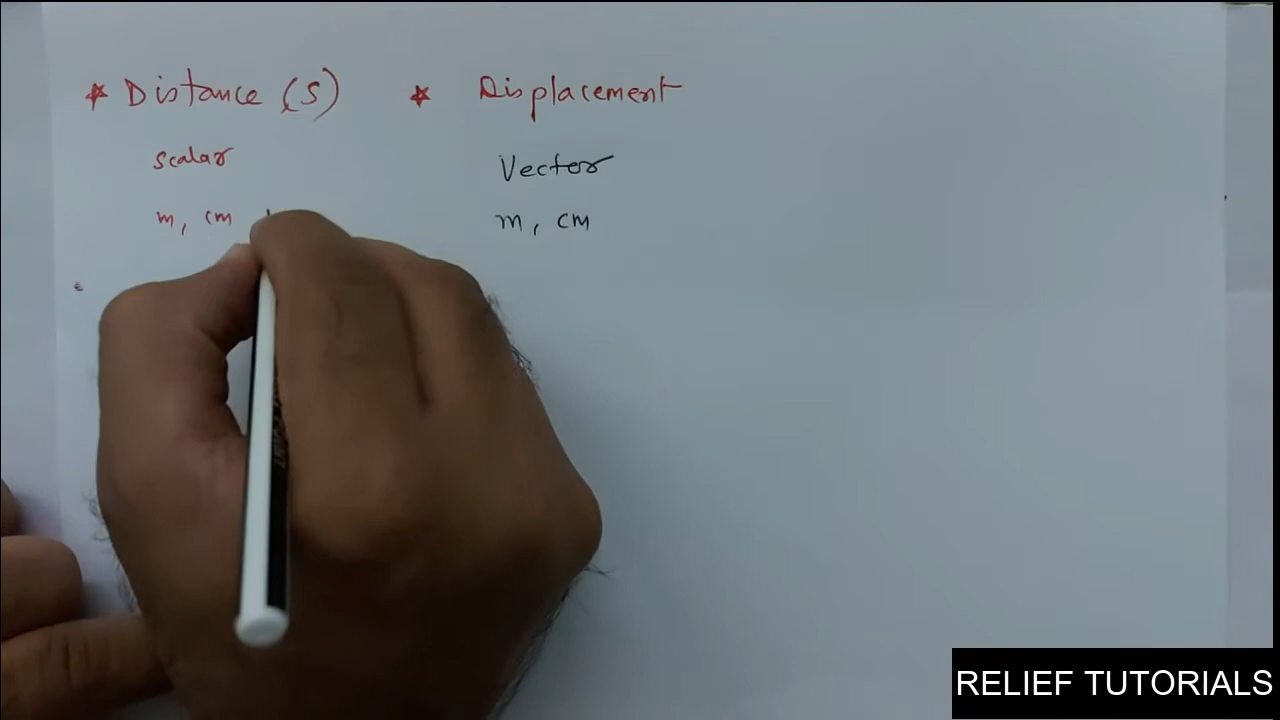 * Distance (S) * Displacement
Scalar Vector
m, cm m, cm
RELIEF TUTORIALS